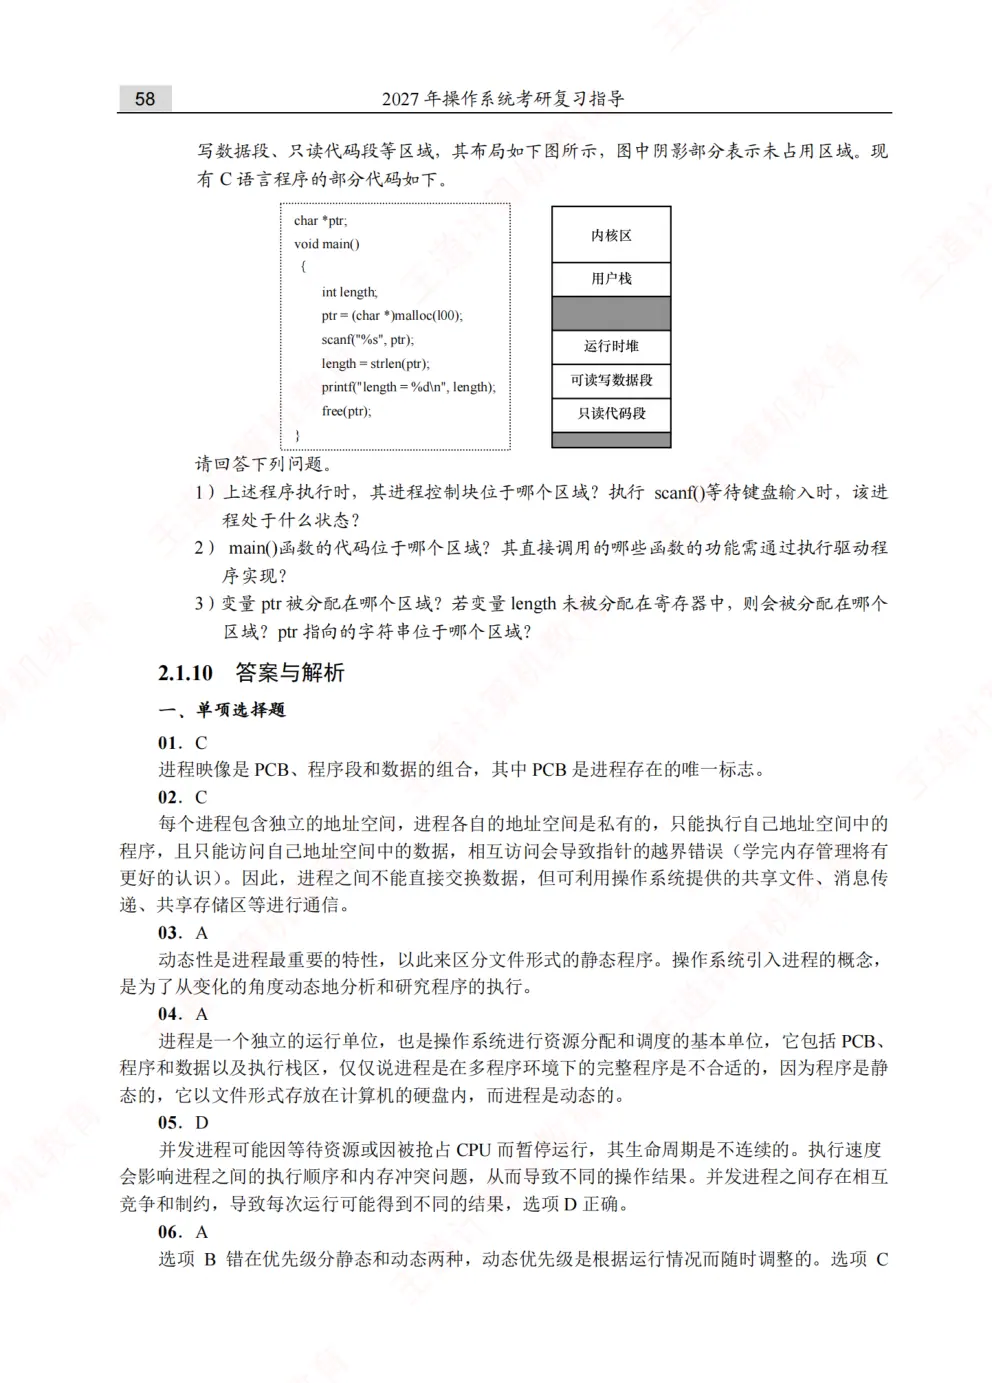 58
2027 年操作系统考研复习指导
写数据段、只读代码段等区域，其布局如下图所示，图中阴影部分表示未占用区域。现
有 C 语言程序的部分代码如下。
char *ptr;
void main()
{
int length;
ptr = (char *)malloc(l00);
scanf("%s", ptr);
length = strlen(ptr);
printf("length = %d\n", length);
free(ptr);
}
内核区
用户栈
运行时堆
可读写数据段
只读代码段
请回答下列问题。
1）上述程序执行时，其进程控制块位于哪个区域？执行 scanf()等待键盘输入时，该进
程处于什么状态？
2） main()函数的代码位于哪个区域？其直接调用的哪些函数的功能需通过执行驱动程
序实现？
3）变量 ptr 被分配在哪个区域？若变量 length 未被分配在寄存器中，则会被分配在哪个
区域？ptr 指向的字符串位于哪个区域？
2.1.10 答案与解析
一、单项选择题
01．C
进程映像是 PCB、程序段和数据的组合，其中 PCB 是进程存在的唯一标志。
02．C
每个进程包含独立的地址空间，进程各自的地址空间是私有的，只能执行自己地址空间中的
程序，且只能访问自己地址空间中的数据，相互访问会导致指针的越界错误（学完内存管理将有
更好的认识）。因此，进程之间不能直接交换数据，但可利用操作系统提供的共享文件、消息传
递、共享存储区等进行通信。
03．A
动态性是进程最重要的特性，以此来区分文件形式的静态程序。操作系统引入进程的概念，
是为了从变化的角度动态地分析和研究程序的执行。
04．A
进程是一个独立的运行单位，也是操作系统进行资源分配和调度的基本单位，它包括 PCB、
程序和数据以及执行栈区，仅仅说进程是在多程序环境下的完整程序是不合适的，因为程序是静
态的，它以文件形式存放在计算机的硬盘内，而进程是动态的。
05．D
并发进程可能因等待资源或因被抢占 CPU 而暂停运行，其生命周期是不连续的。执行速度
会影响进程之间的执行顺序和内存冲突问题，从而导致不同的操作结果。并发进程之间存在相互
竞争和制约，导致每次运行可能得到不同的结果，选项 D 正确。
06．A
选项 B 错在优先级分静态和动态两种，动态优先级是根据运行情况而随时调整的。选项 C